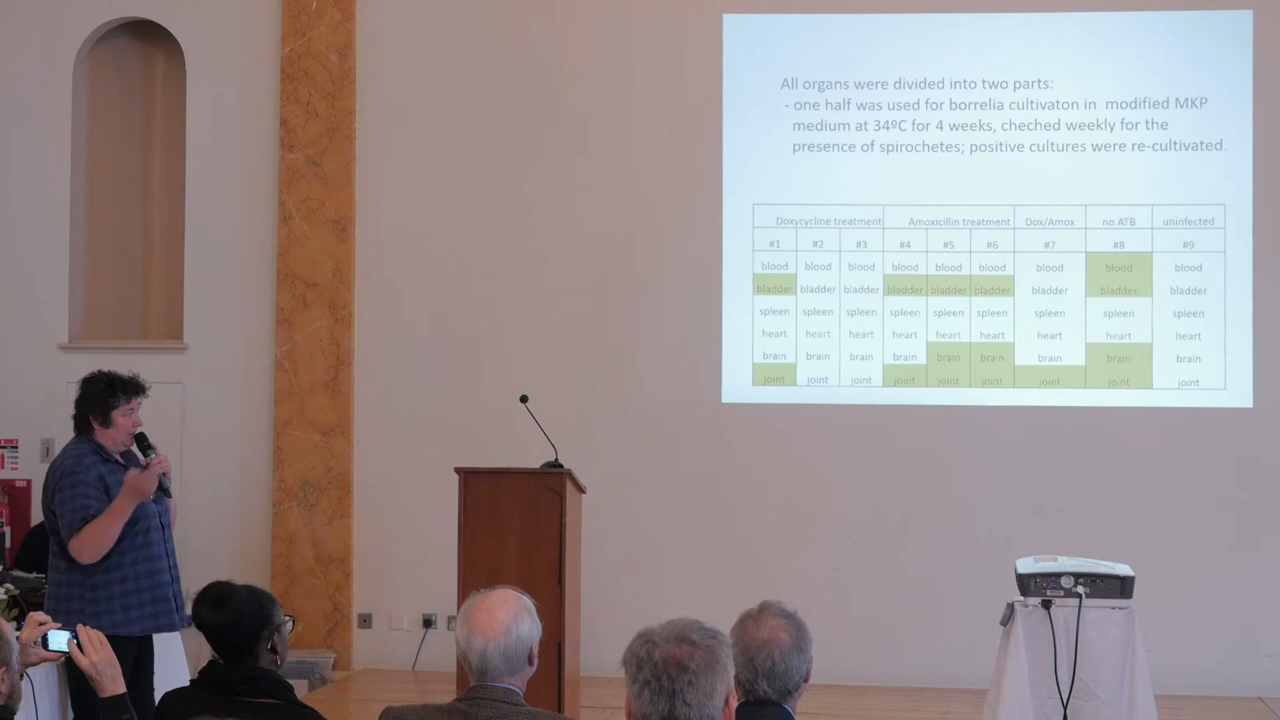 All organs were divided into two parts:
- one half was used for borrelia cultivaton in modified MKP
medium at 34ºC for 4 weeks, cheched weekly for the
presence of spirochetes; positive cultures were re-cultivated.
Doxycycline treatment Amoxicillin treatment Dox/Amox no ATB uninfected
#1 #2 #3 #4 #5 #6 #7 #8 #9
blood blood blood blood blood blood blood blood blood
bladder bladder bladder bladder bladder bladder bladder bladder bladder
spleen spleen spleen spleen spleen spleen spleen spleen spleen
heart heart heart heart heart heart heart heart heart
brain brain brain brain brain brain brain brain brain
joint joint joint joint joint joint joint joint joint